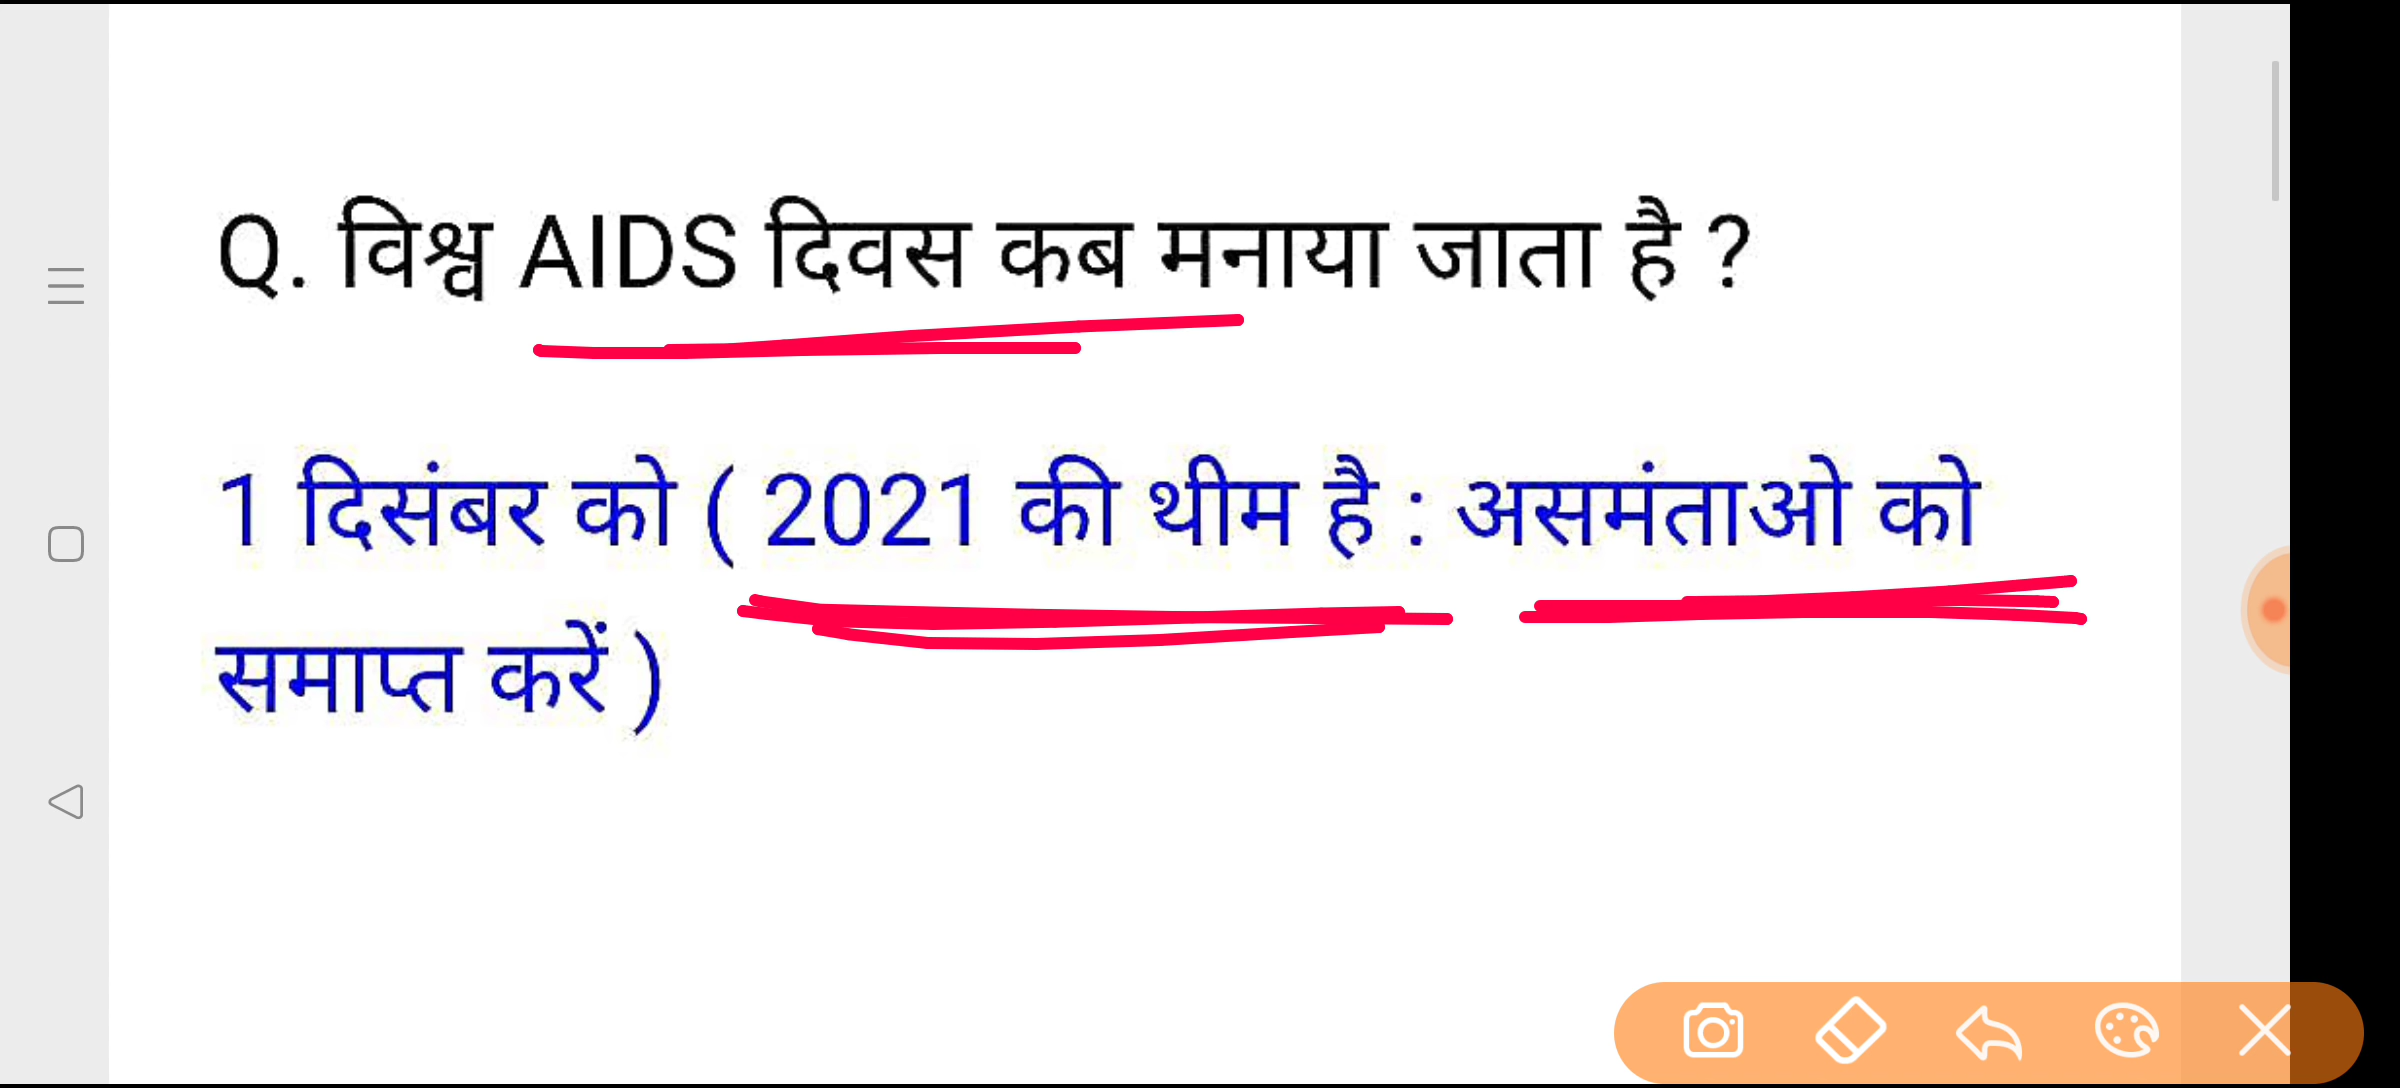 Q. विश्व AIDS दिवस कब मनाया जाता है ?
1 दिसंबर को ( 2021 की थीम है : असमंताओ को
समाप्त करें )